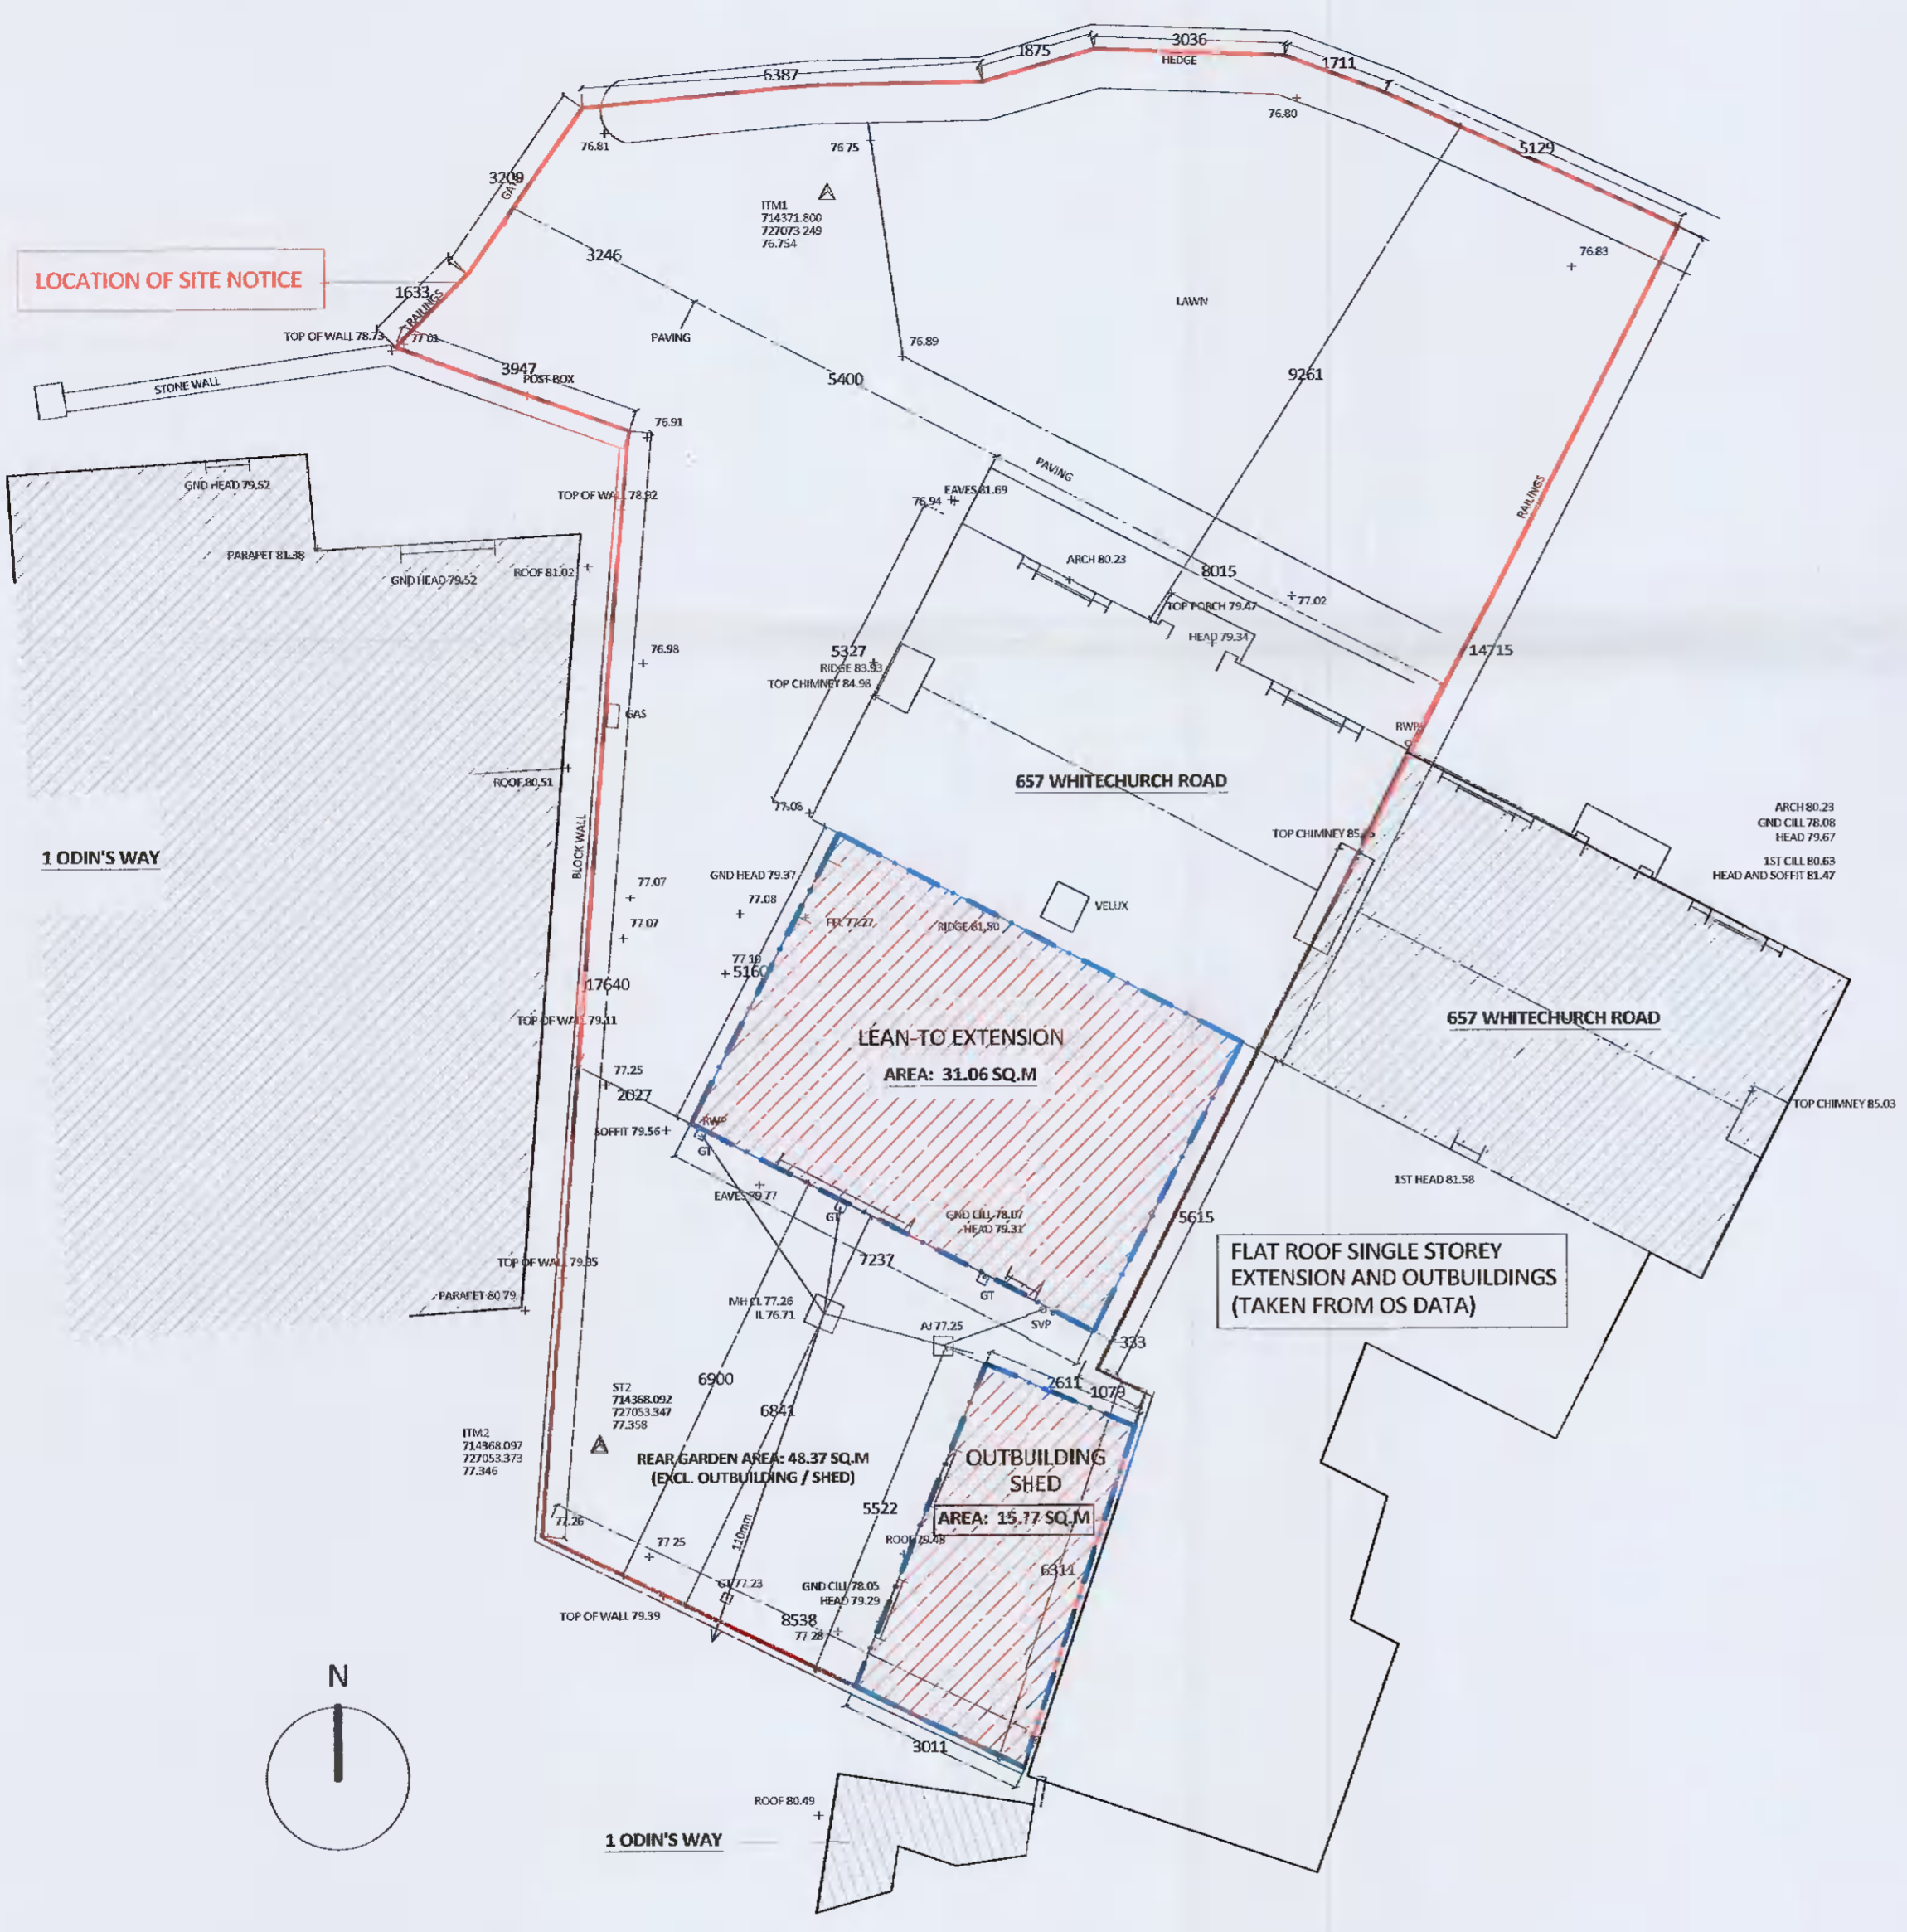 1875
3036
HEDGE
1711
6387
76.81
76.75
76.80
5129
3209
GATE
ITM1
714371.800
727073 249
76.754
3246
76.83
LOCATION OF SITE NOTICE
1633
RAILINGS
LAWN
TOP OF WALL 78.73
77.01
PAVING
76.89
3947
POST BOX
STONE WALL
5400
9261
76.91
PAVING
GND HEAD 79.52
TOP OF WALL 78.92
76.94
EAVES 81.69
RAILINGS
PARAPET 81.38
GND HEAD 79.52
ROOF 81.02
ARCH 80.23
8015
77.02
TOP PORCH 79.47
HEAD 79.34
76.98
5327
RIDGE 83.93
TOP CHIMNEY 84.98
14715
GAS
RWP
ROOF 80.51
657 WHITECHURCH ROAD
77.08
ARCH 80.23
GND CILL 78.08
HEAD 79.67
1ST CILL 80.63
HEAD AND SOFFIT 81.47
TOP CHIMNEY 85.
1 ODIN'S WAY
BLOCK WALL
GND HEAD 79.37
77.07
77.08
VELUX
77 07
FFL 77.27
RIDGE 81.50
77.10
5160
17640
TOP OF WALL 79.11
LEAN-TO EXTENSION
AREA: 31.06 SQ.M
657 WHITECHURCH ROAD
77.25
2027
TOP CHIMNEY 85.03
SOFFIT 79.56
RWP
GT
1ST HEAD 81.58
EAVES 79 77
GT
GND CILL 78.07
HEAD 79.31
5615
7237
FLAT ROOF SINGLE STOREY
EXTENSION AND OUTBUILDINGS
(TAKEN FROM OS DATA)
TOP OF WALL 79.35
PARAPET 80 79
MH CL 77.26
IL 76.71
GT
AJ 77.25
SVP
333
6900
2611
1079
ST2
714368.092
727053.347
77.358
6841
ITM2
714368.097
727053.373
77.346
REAR GARDEN AREA: 48.37 SQ.M
(EXCL. OUTBUILDING / SHED)
OUTBUILDING
SHED
5522
AREA: 15.77 SQ.M
77.26
110mm
77 25
ROOF 79.48
6311
GT 77.23
GND CILL 78.05
HEAD 79.29
TOP OF WALL 79.39
8538
77 28
N
3011
ROOF 80.49
1 ODIN'S WAY